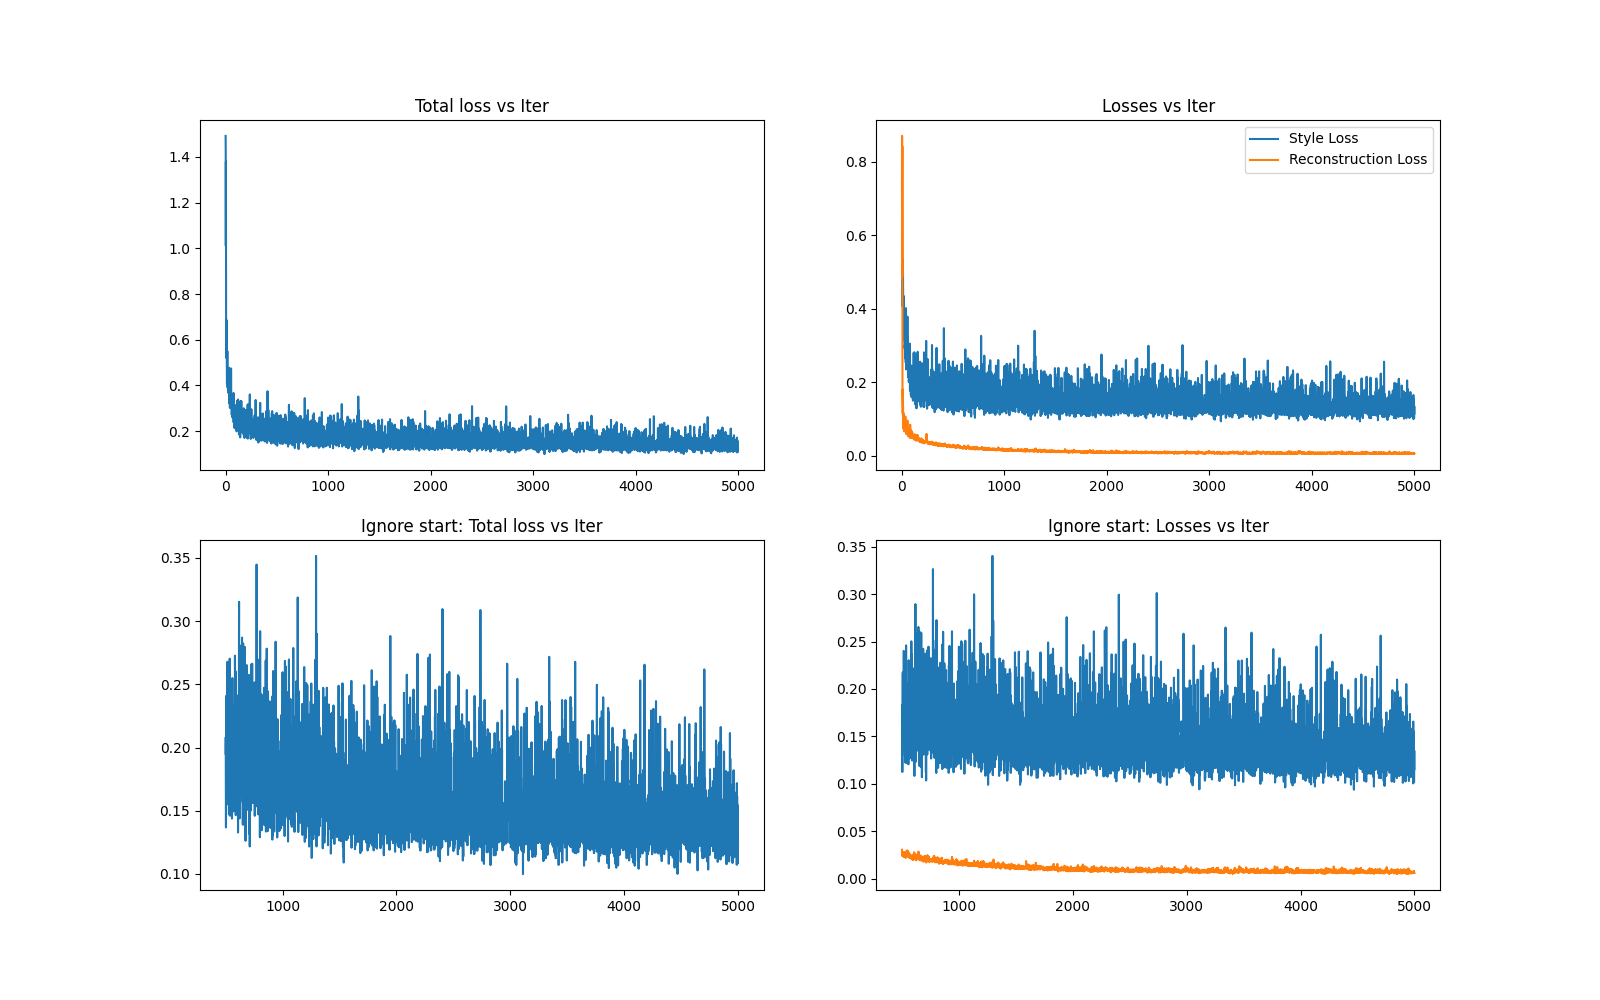 Total loss vs Iter
1.4
1.2
1.0
0.8
0.6
0.4
0.2
0 1000 2000 3000 4000 5000
Losses vs Iter
Style Loss
Reconstruction Loss
0.8
0.6
0.4
0.2
0.0
0 1000 2000 3000 4000 5000
Ignore start: Total loss vs Iter
0.35
0.30
0.25
0.20
0.15
0.10
1000 2000 3000 4000 5000
Ignore start: Losses vs Iter
0.35
0.30
0.25
0.20
0.15
0.10
0.05
0.00
1000 2000 3000 4000 5000